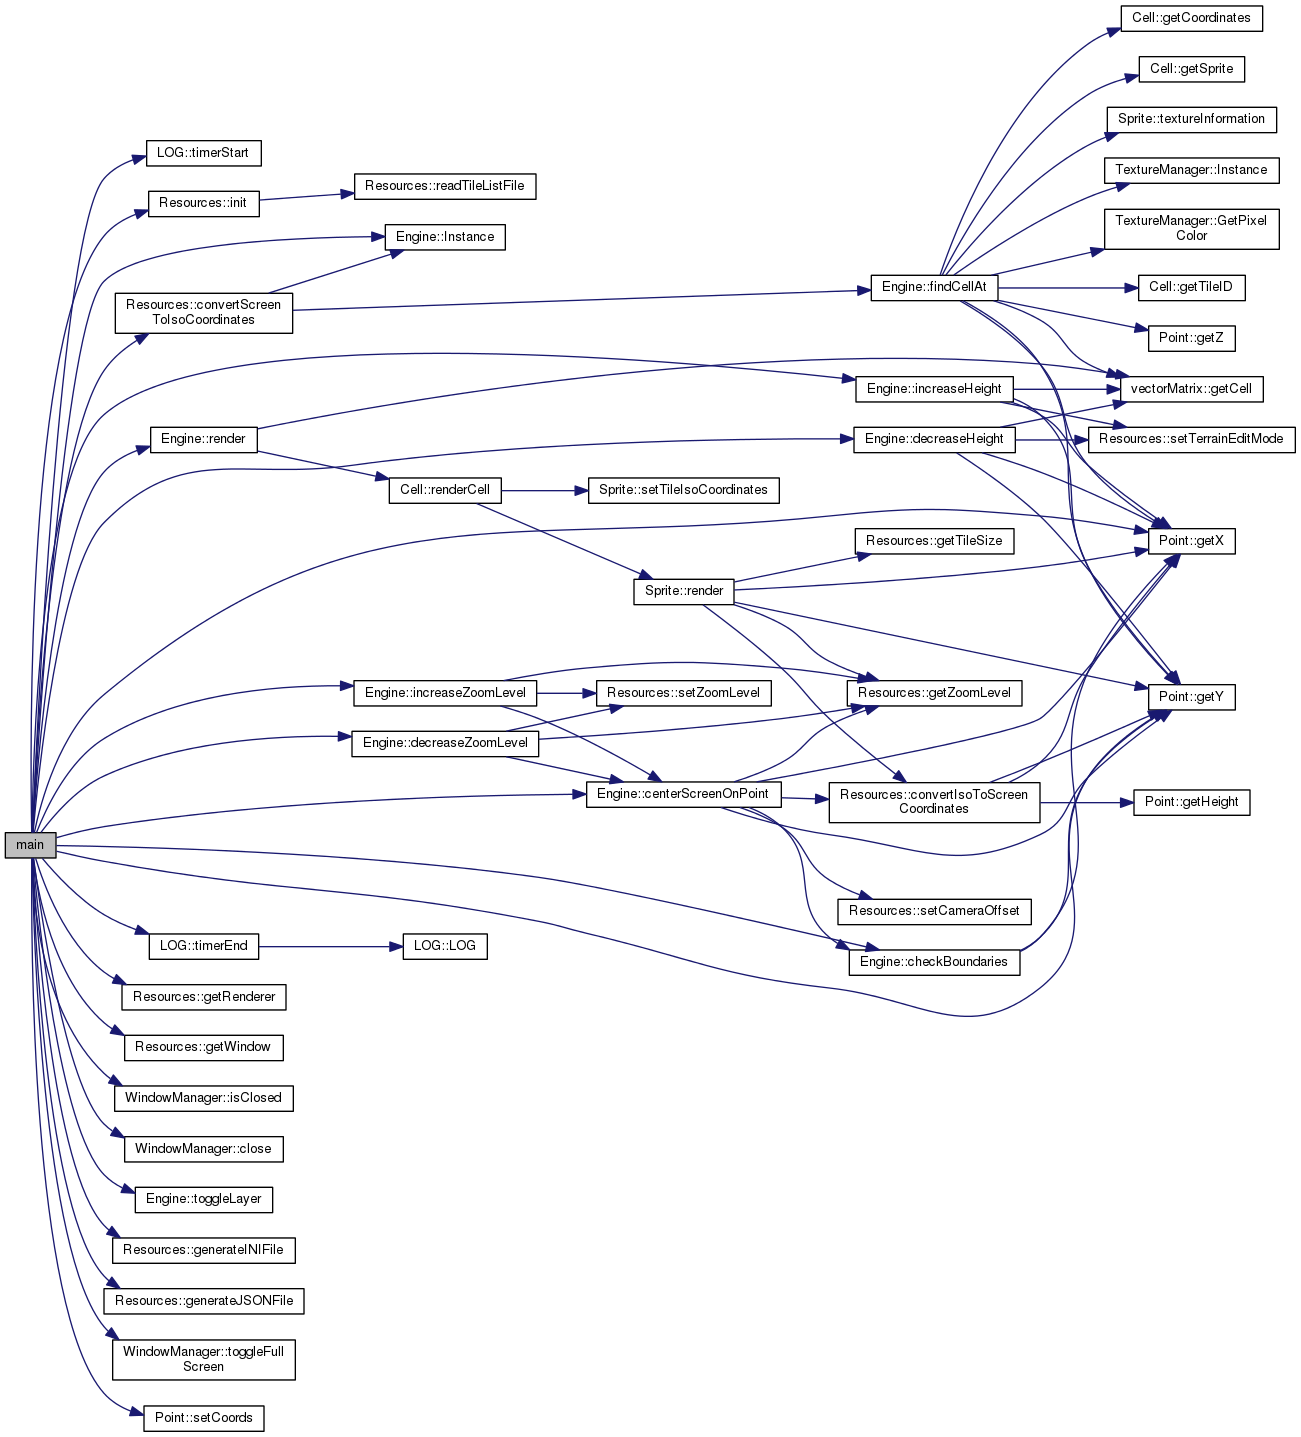 Cell::getCoordinates
Cell::getSprite
Sprite::textureInformation
LOG::timerStart
TextureManager::Instance
Resources::readTileListFile
Resources::init
TextureManager::GetPixel
Color
Engine::Instance
Engine::findCellAt
Cell::getTileID
Resources::convertScreen
ToIsoCoordinates
Point::getZ
Engine::increaseHeight
vectorMatrix::getCell
Engine::render
Engine::decreaseHeight
Resources::setTerrainEditMode
Cell::renderCell
Sprite::setTileIsoCoordinates
Resources::getTileSize
Point::getX
Sprite::render
Engine::increaseZoomLevel
Resources::setZoomLevel
Resources::getZoomLevel
Point::getY
Engine::decreaseZoomLevel
Engine::centerScreenOnPoint
Resources::convertIsoToScreen
Coordinates
Point::getHeight
main
Resources::setCameraOffset
LOG::timerEnd
LOG::LOG
Engine::checkBoundaries
Resources::getRenderer
Resources::getWindow
WindowManager::isClosed
WindowManager::close
Engine::toggleLayer
Resources::generateINIFile
Resources::generateJSONFile
WindowManager::toggleFull
Screen
Point::setCoords